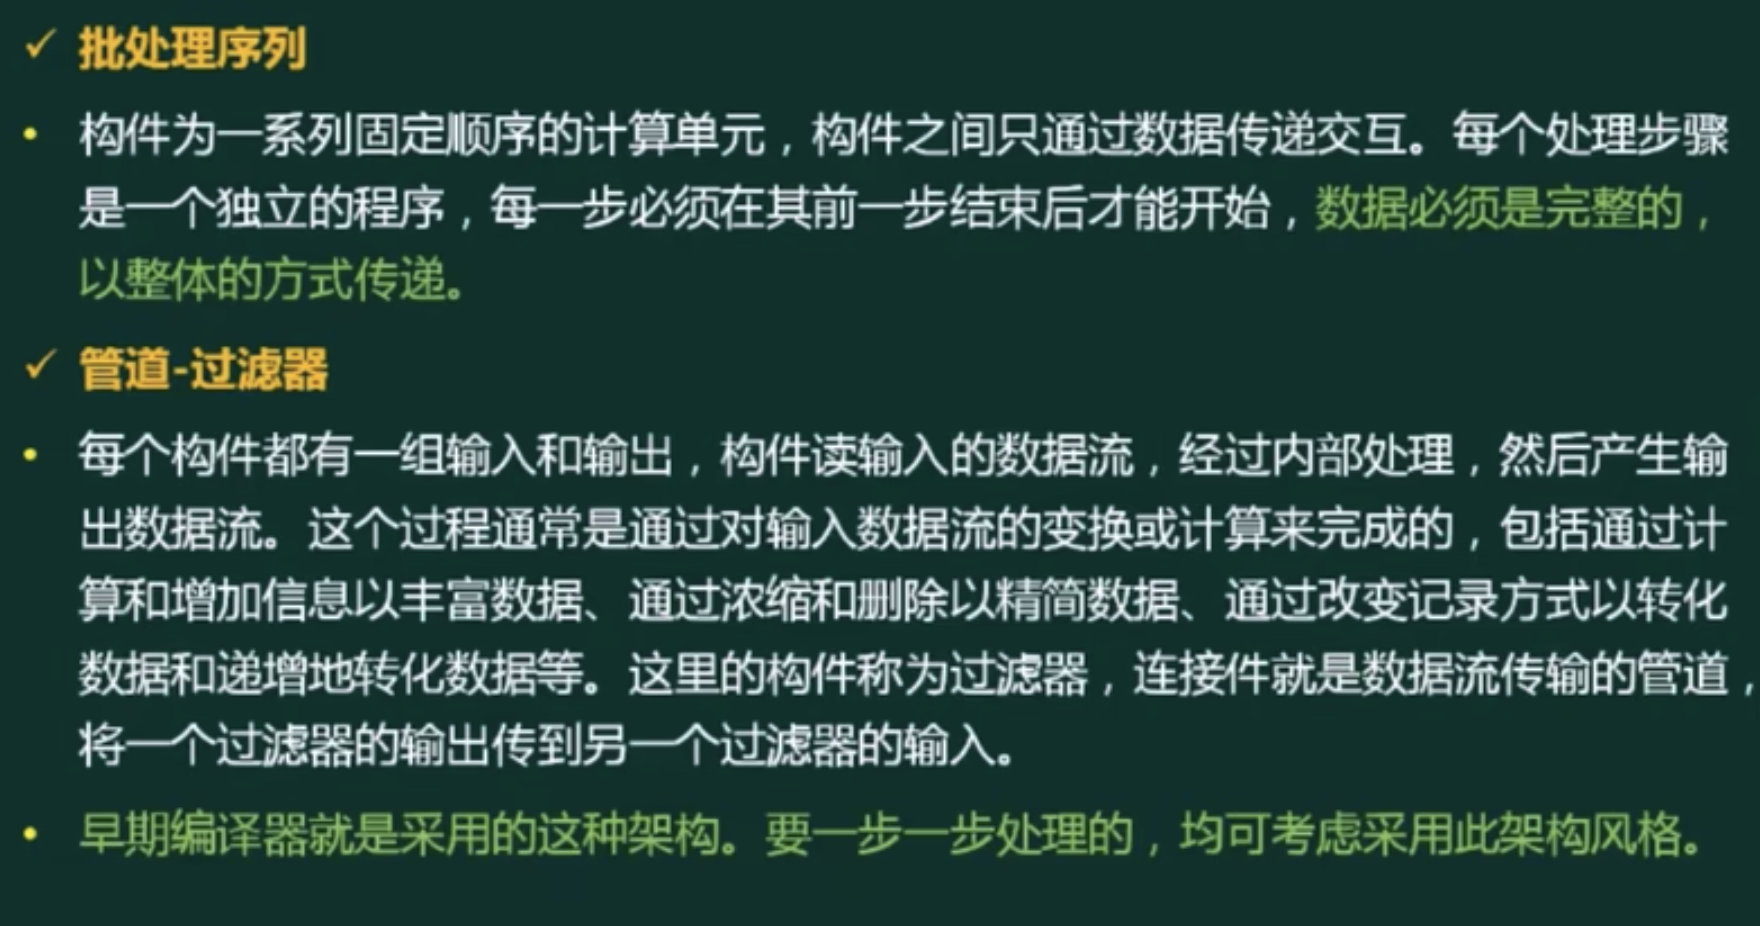 ✓ 批处理序列
• 构件为一系列固定顺序的计算单元，构件之间只通过数据传递交互。每个处理步骤
是一个独立的程序，每一步必须在其前一步结束后才能开始，数据必须是完整的，
以整体的方式传递。
✓ 管道-过滤器
• 每个构件都有一组输入和输出，构件读输入的数据流，经过内部处理，然后产生输
出数据流。这个过程通常是通过对输入数据流的变换或计算来完成的，包括通过计
算和增加信息以丰富数据、通过浓缩和删除以精简数据、通过改变记录方式以转化
数据和递增地转化数据等。这里的构件称为过滤器，连接件就是数据流传输的管道，
将一个过滤器的输出传到另一个过滤器的输入。
• 早期编译器就是采用的这种架构。要一步一步处理的，均可考虑采用此架构风格。